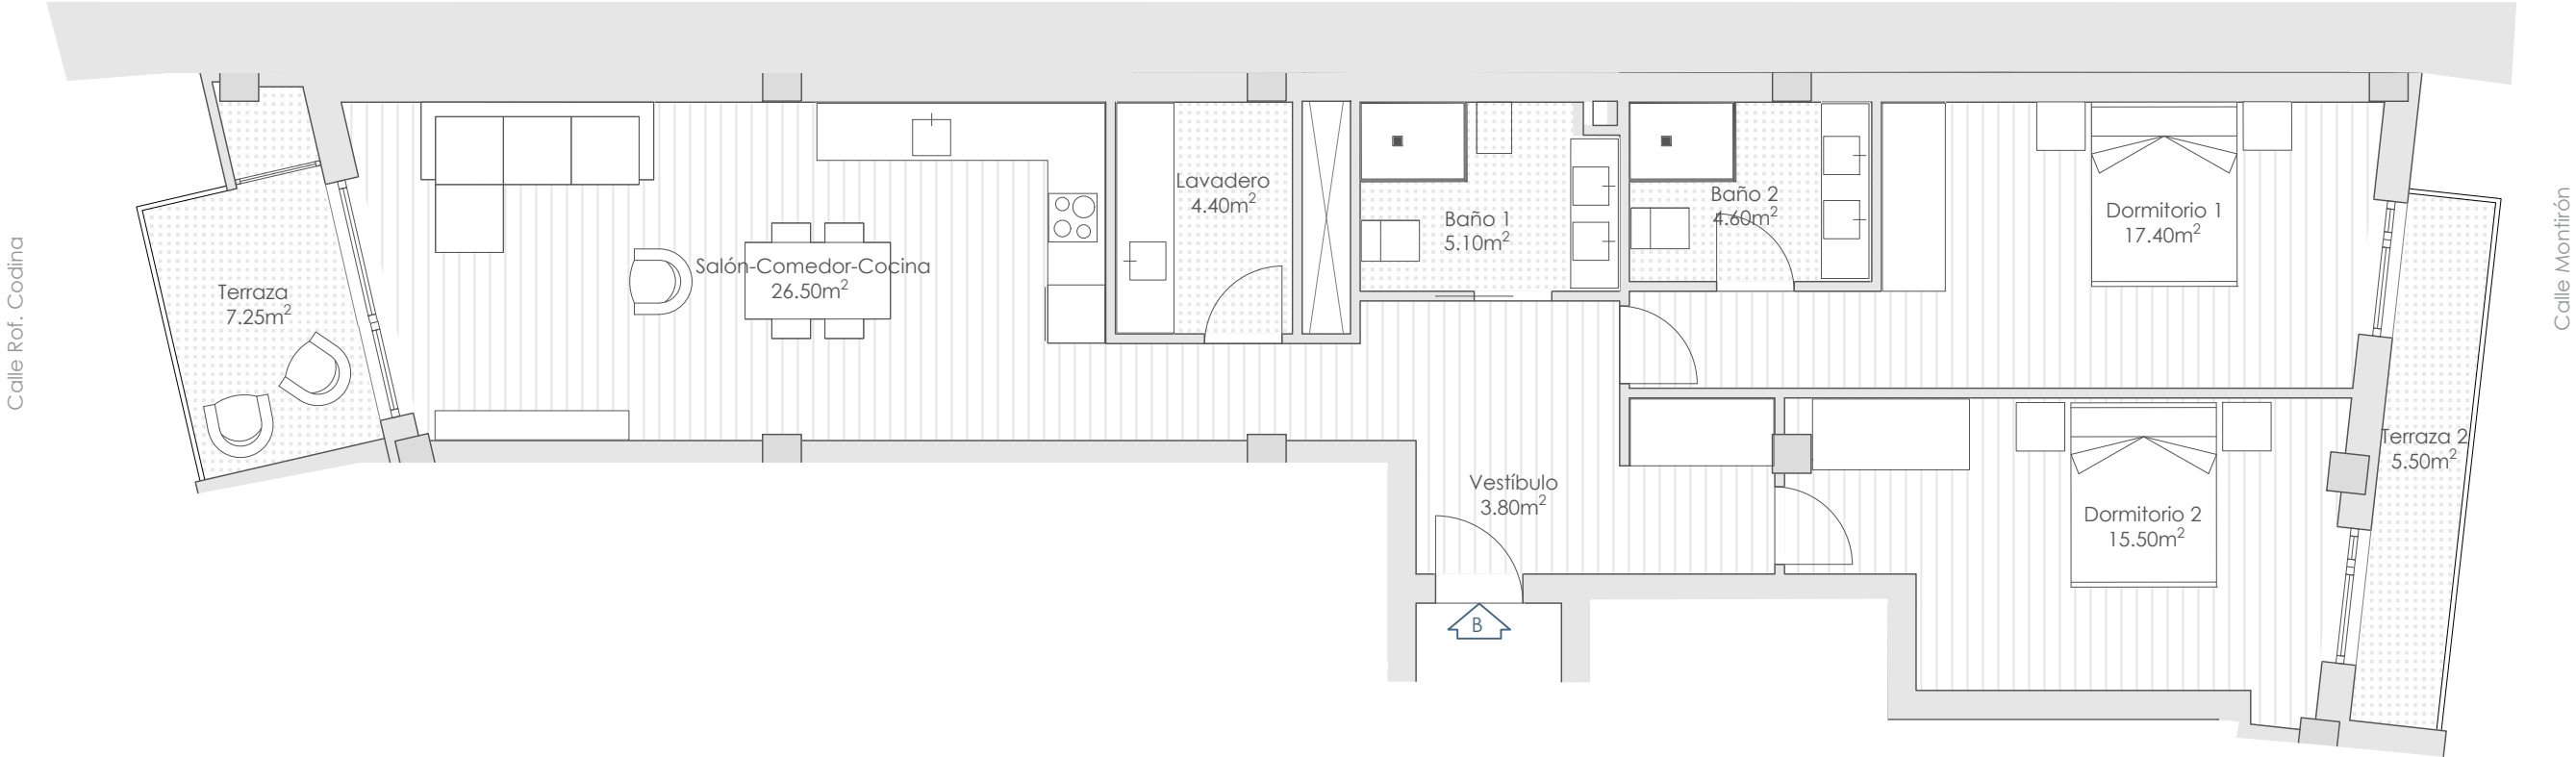 Calle Rof. Codina
Terraza
7.25m²
Salón-Comedor-Cocina
26.50m²
Lavadero
4.40m²
Baño 1
5.10m²
Baño 2
4.60m²
Dormitorio 1
17.40m²
Vestíbulo
3.80m²
Dormitorio 2
15.50m²
Terraza 2
5.50m²
B
Calle Montirón